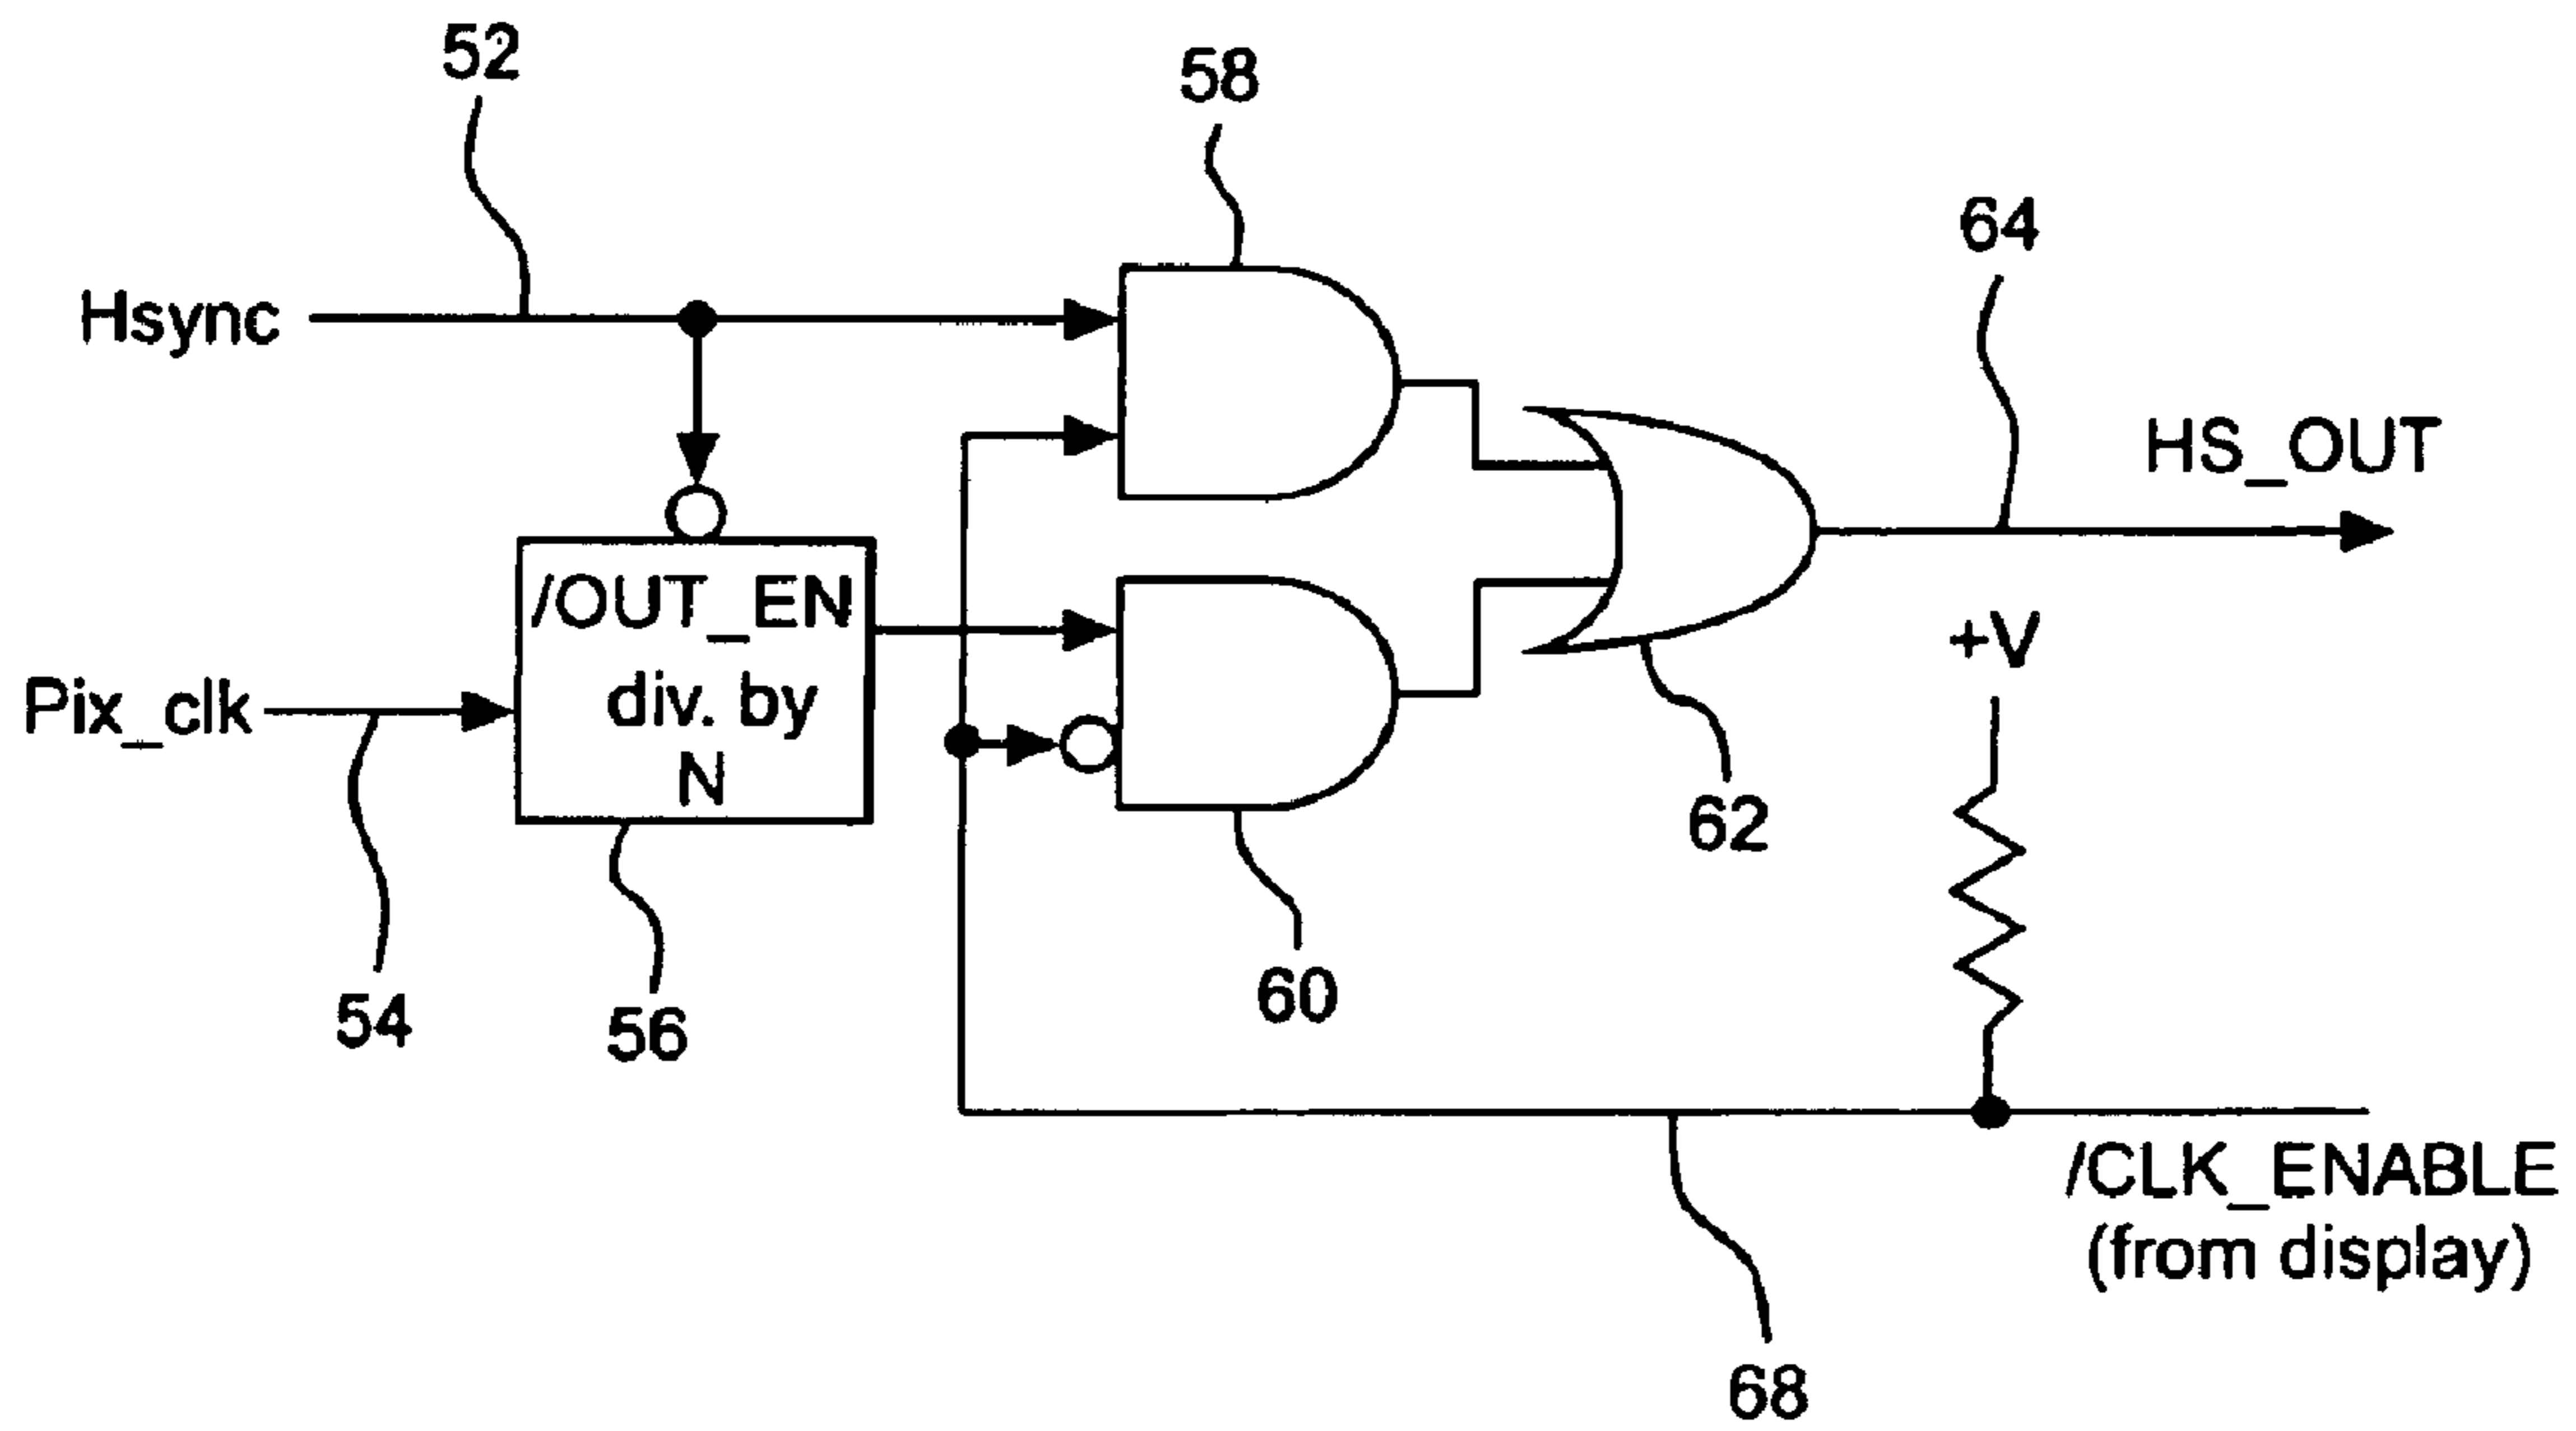 52
58
64
Hsync
HS_OUT
/OUT_EN
div. by
N
+V
Pix_clk
62
54
56
60
/CLK_ENABLE
(from display)
68